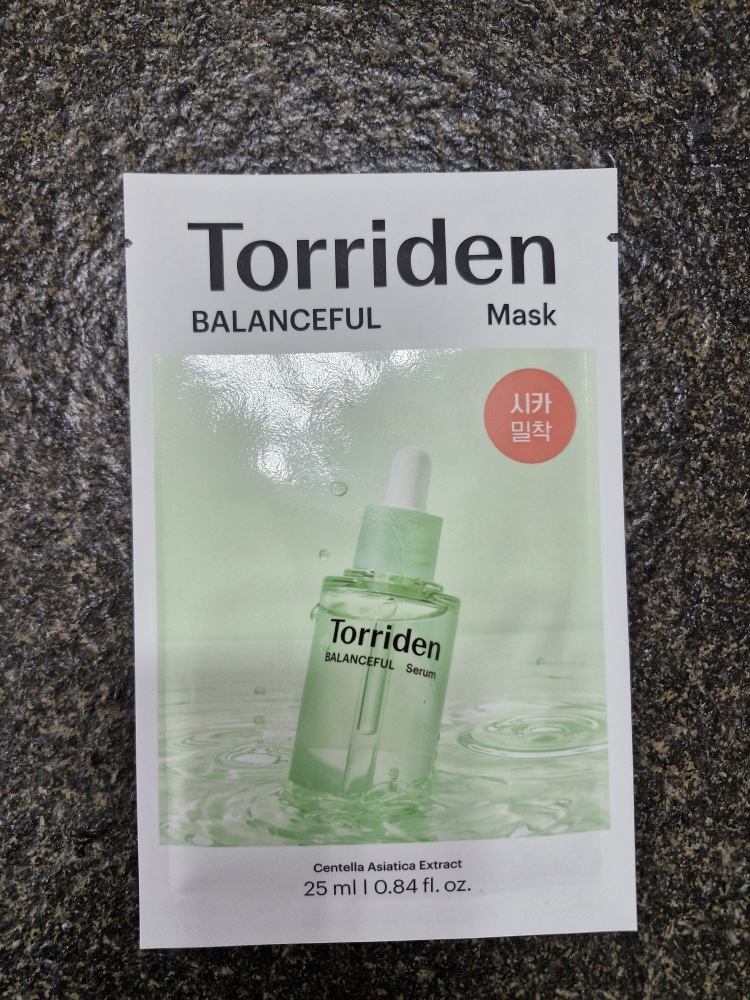 Torriden
BALANCEFUL Mask
시카
밀착
Torriden
BALANCEFUL Serum
Centella Asiatica Extract
25 ml | 0.84 fl. oz.